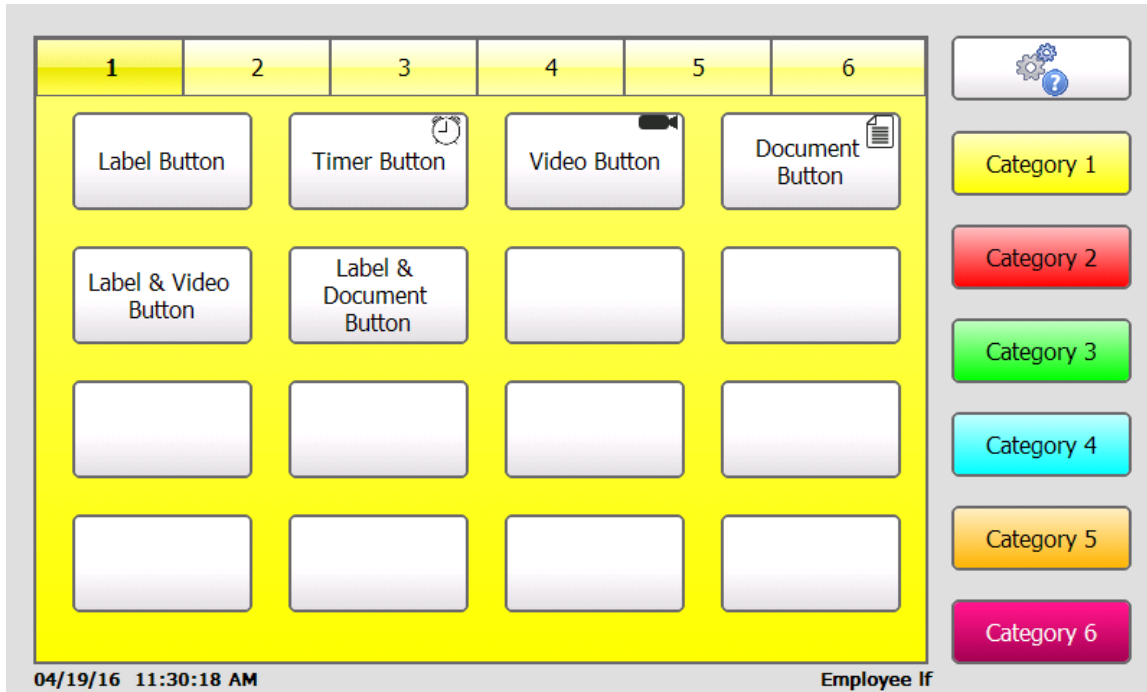 1 2 3 4 5 6
Label Button
Timer Button
Video Button
Document
Button
Label & Video
Button
Label &
Document
Button
?
Category 1
Category 2
Category 3
Category 4
Category 5
Category 6
04/19/16 11:30:18 AM
Employee lf